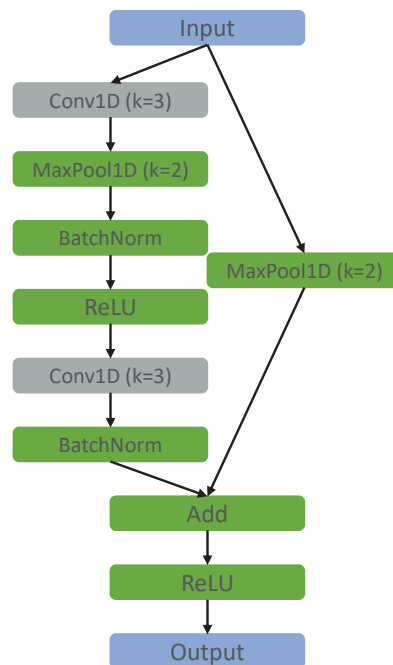 Input
Conv1D (k=3)
MaxPool1D (k=2)
BatchNorm
MaxPool1D (k=2)
ReLU
Conv1D (k=3)
BatchNorm
Add
ReLU
Output